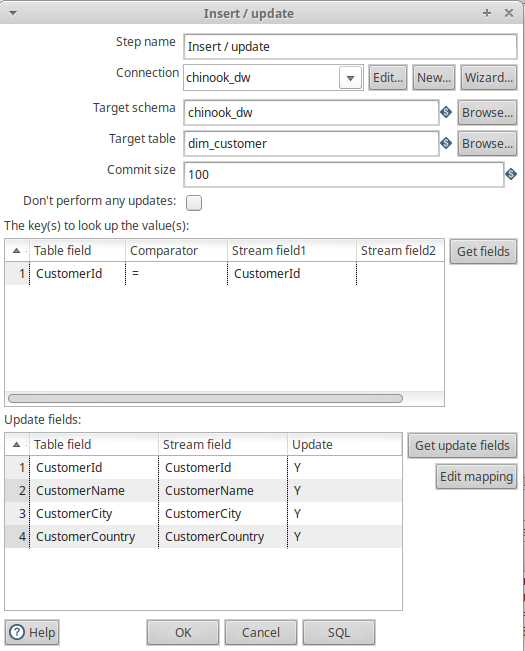 Insert / update
Step name Insert / update
Connection chinook_dw Edit... New... Wizard...
Target schema chinook_dw Browse...
Target table dim_customer Browse...
Commit size 100
Don't perform any updates:
The key(s) to look up the value(s):
Table field Comparator Stream field1 Stream field2 Get fields
1 CustomerId = CustomerId
Update fields:
Table field Stream field Update Get update fields
1 CustomerId CustomerId Y
2 CustomerName CustomerName Y Edit mapping
3 CustomerCity CustomerCity Y
4 CustomerCountry CustomerCountry Y
Help OK Cancel SQL